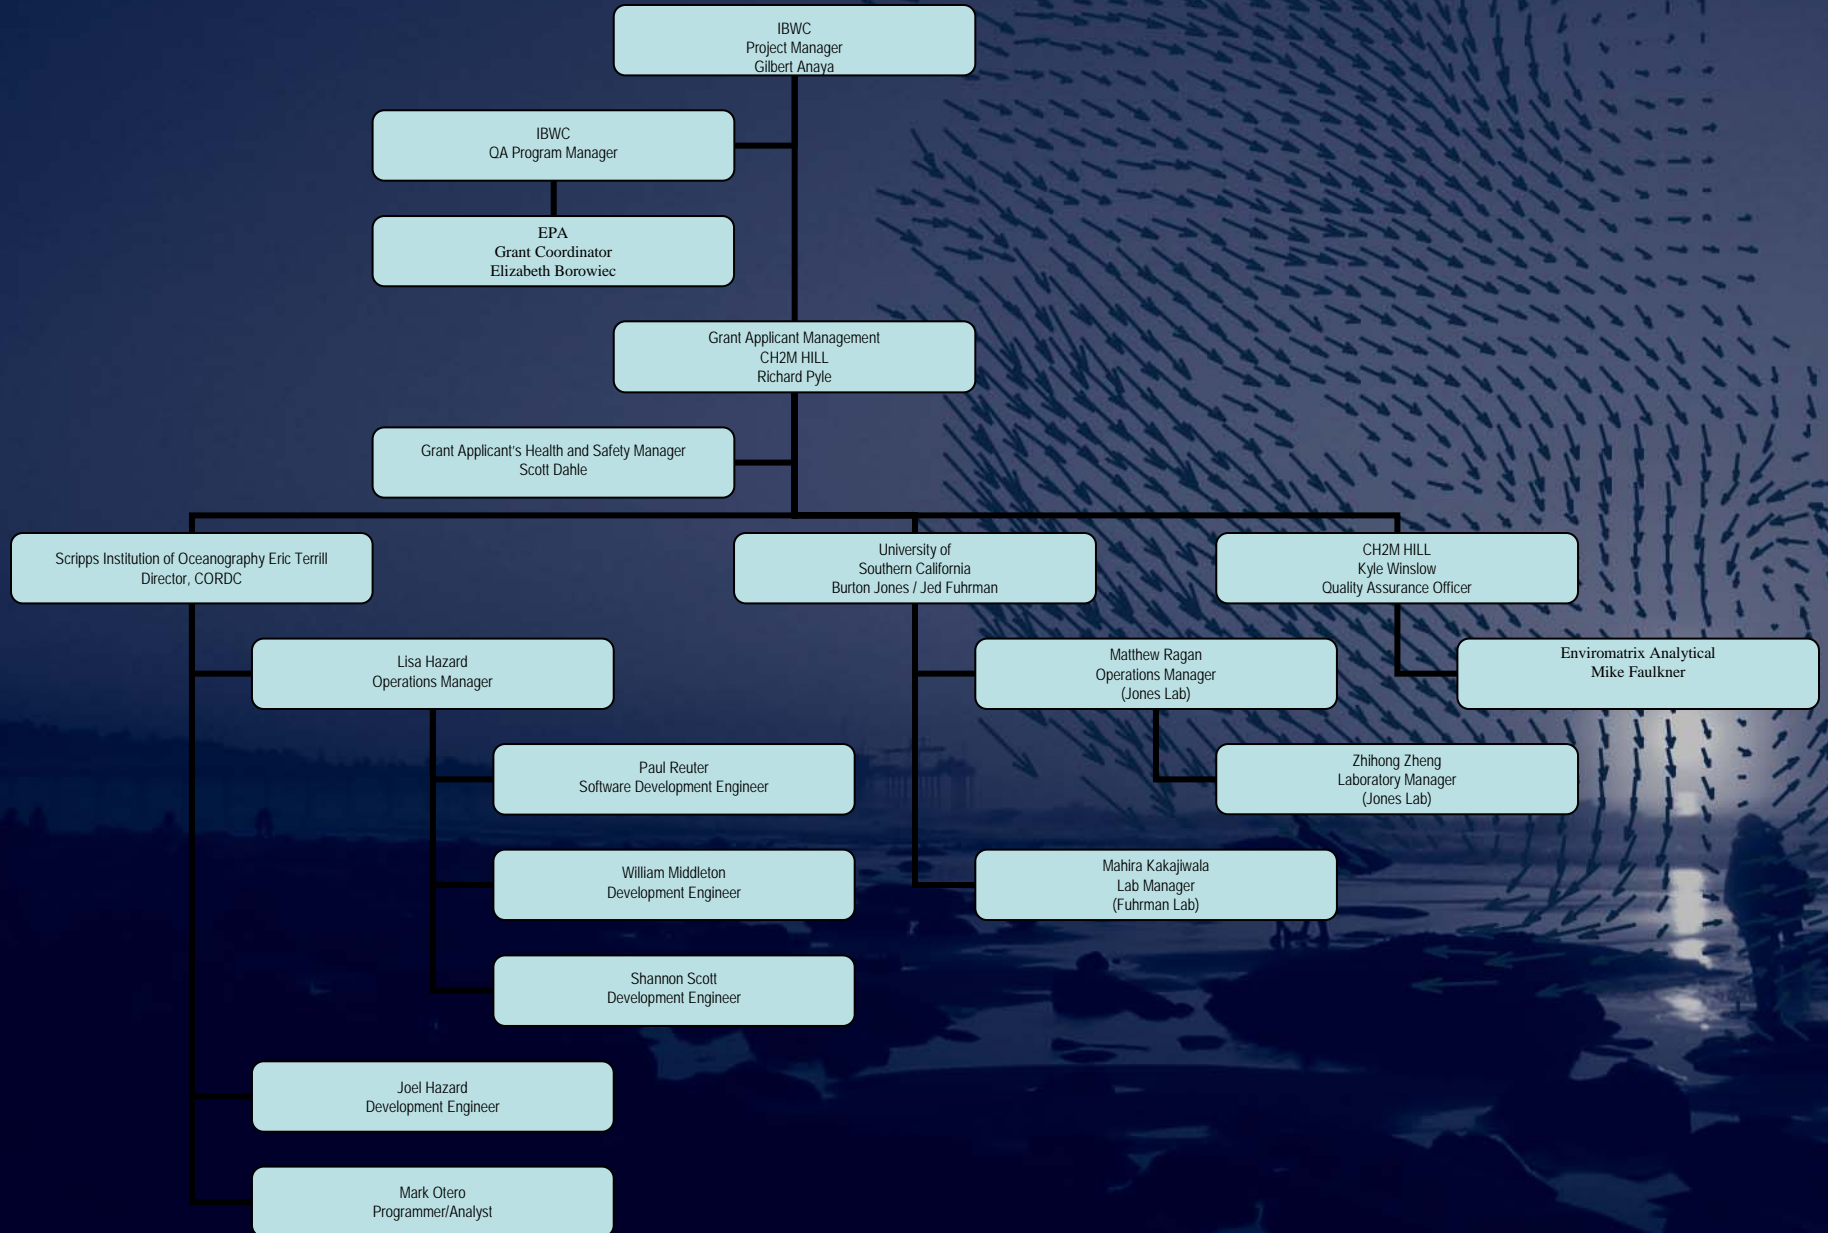 IBWC
Project Manager
Gilbert Anaya
IBWC
QA Program Manager
EPA
Grant Coordinator
Elizabeth Borowiec
Grant Applicant Management
CH2M HILL
Richard Pyle
Grant Applicant's Health and Safety Manager
Scott Dahle
Scripps Institution of Oceanography Eric Terrill
Director, CORDC
University of
Southern California
Burton Jones / Jed Fuhrman
CH2M HILL
Kyle Winslow
Quality Assurance Officer
Lisa Hazard
Operations Manager
Matthew Ragan
Operations Manager
(Jones Lab)
Enviromatrix Analytical
Mike Faulkner
Paul Reuter
Software Development Engineer
Zhihong Zheng
Laboratory Manager
(Jones Lab)
William Middleton
Development Engineer
Mahira Kakajiwala
Lab Manager
(Fuhrman Lab)
Shannon Scott
Development Engineer
Joel Hazard
Development Engineer
Mark Otero
Programmer/Analyst